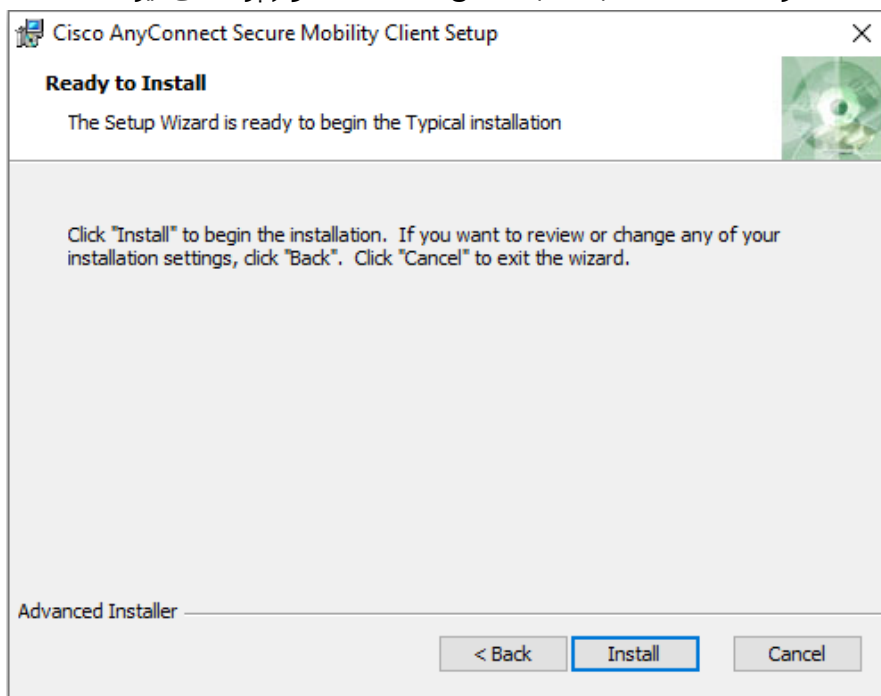 Cisco AnyConnect Secure Mobility Client Setup
Ready to Install
The Setup Wizard is ready to begin the Typical installation
Click "Install" to begin the installation. If you want to review or change any of your
installation settings, click "Back". Click "Cancel" to exit the wizard.
Advanced Installer
< Back Install Cancel